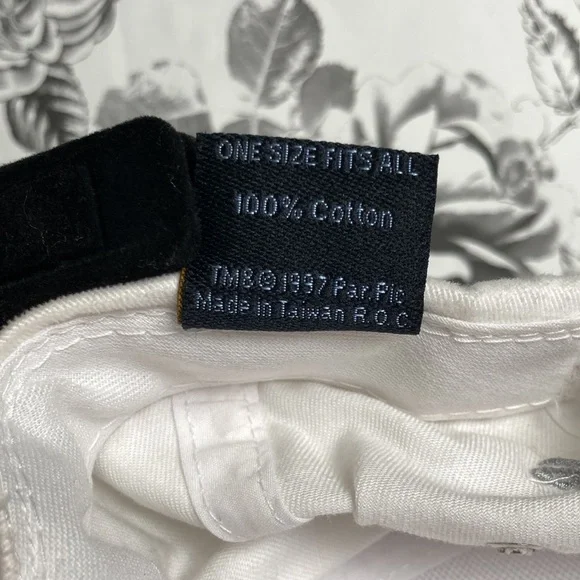 ONE SIZE FITS ALL
100% Cotton
TM&©1997 Par.Pic
Made in Taiwan R.O.C.